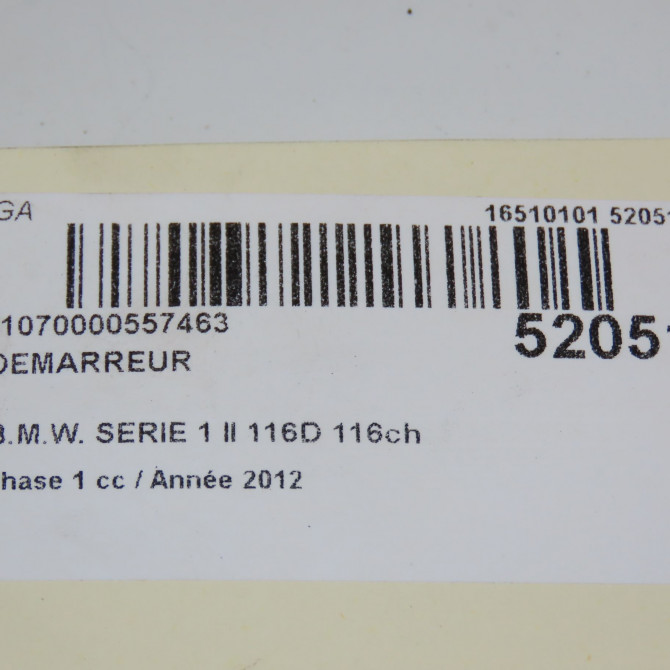 GA
16510101 52051
1070000557463
52051
DEMARREUR
B.M.W. SERIE 1 II 116D 116ch
hase 1 cc / Année 2012